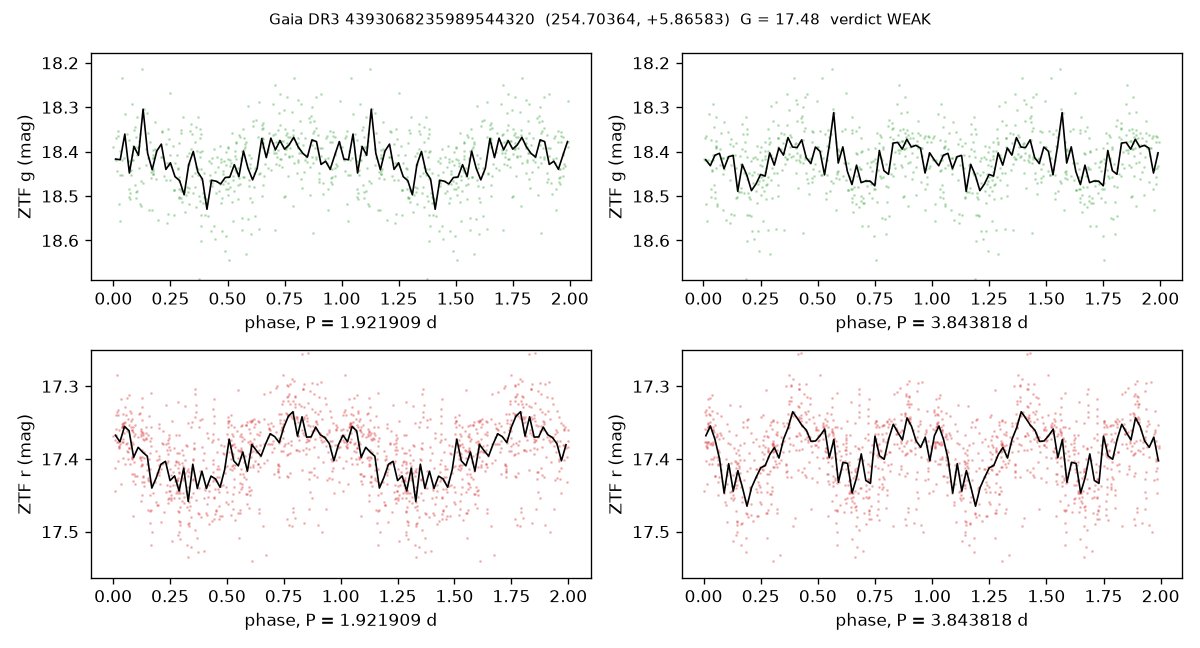 Gaia DR3 4393068235989544320 (254.70364, +5.86583) G = 17.48 verdict WEAK
ZTF g (mag)
18.2
18.3
18.4
18.5
18.6
0.00 0.25 0.50 0.75 1.00 1.25 1.50 1.75 2.00
phase, P = 1.921909 d
ZTF g (mag)
18.2
18.3
18.4
18.5
18.6
0.00 0.25 0.50 0.75 1.00 1.25 1.50 1.75 2.00
phase, P = 3.843818 d
ZTF r (mag)
17.3
17.4
17.5
0.00 0.25 0.50 0.75 1.00 1.25 1.50 1.75 2.00
phase, P = 1.921909 d
ZTF r (mag)
17.3
17.4
17.5
0.00 0.25 0.50 0.75 1.00 1.25 1.50 1.75 2.00
phase, P = 3.843818 d